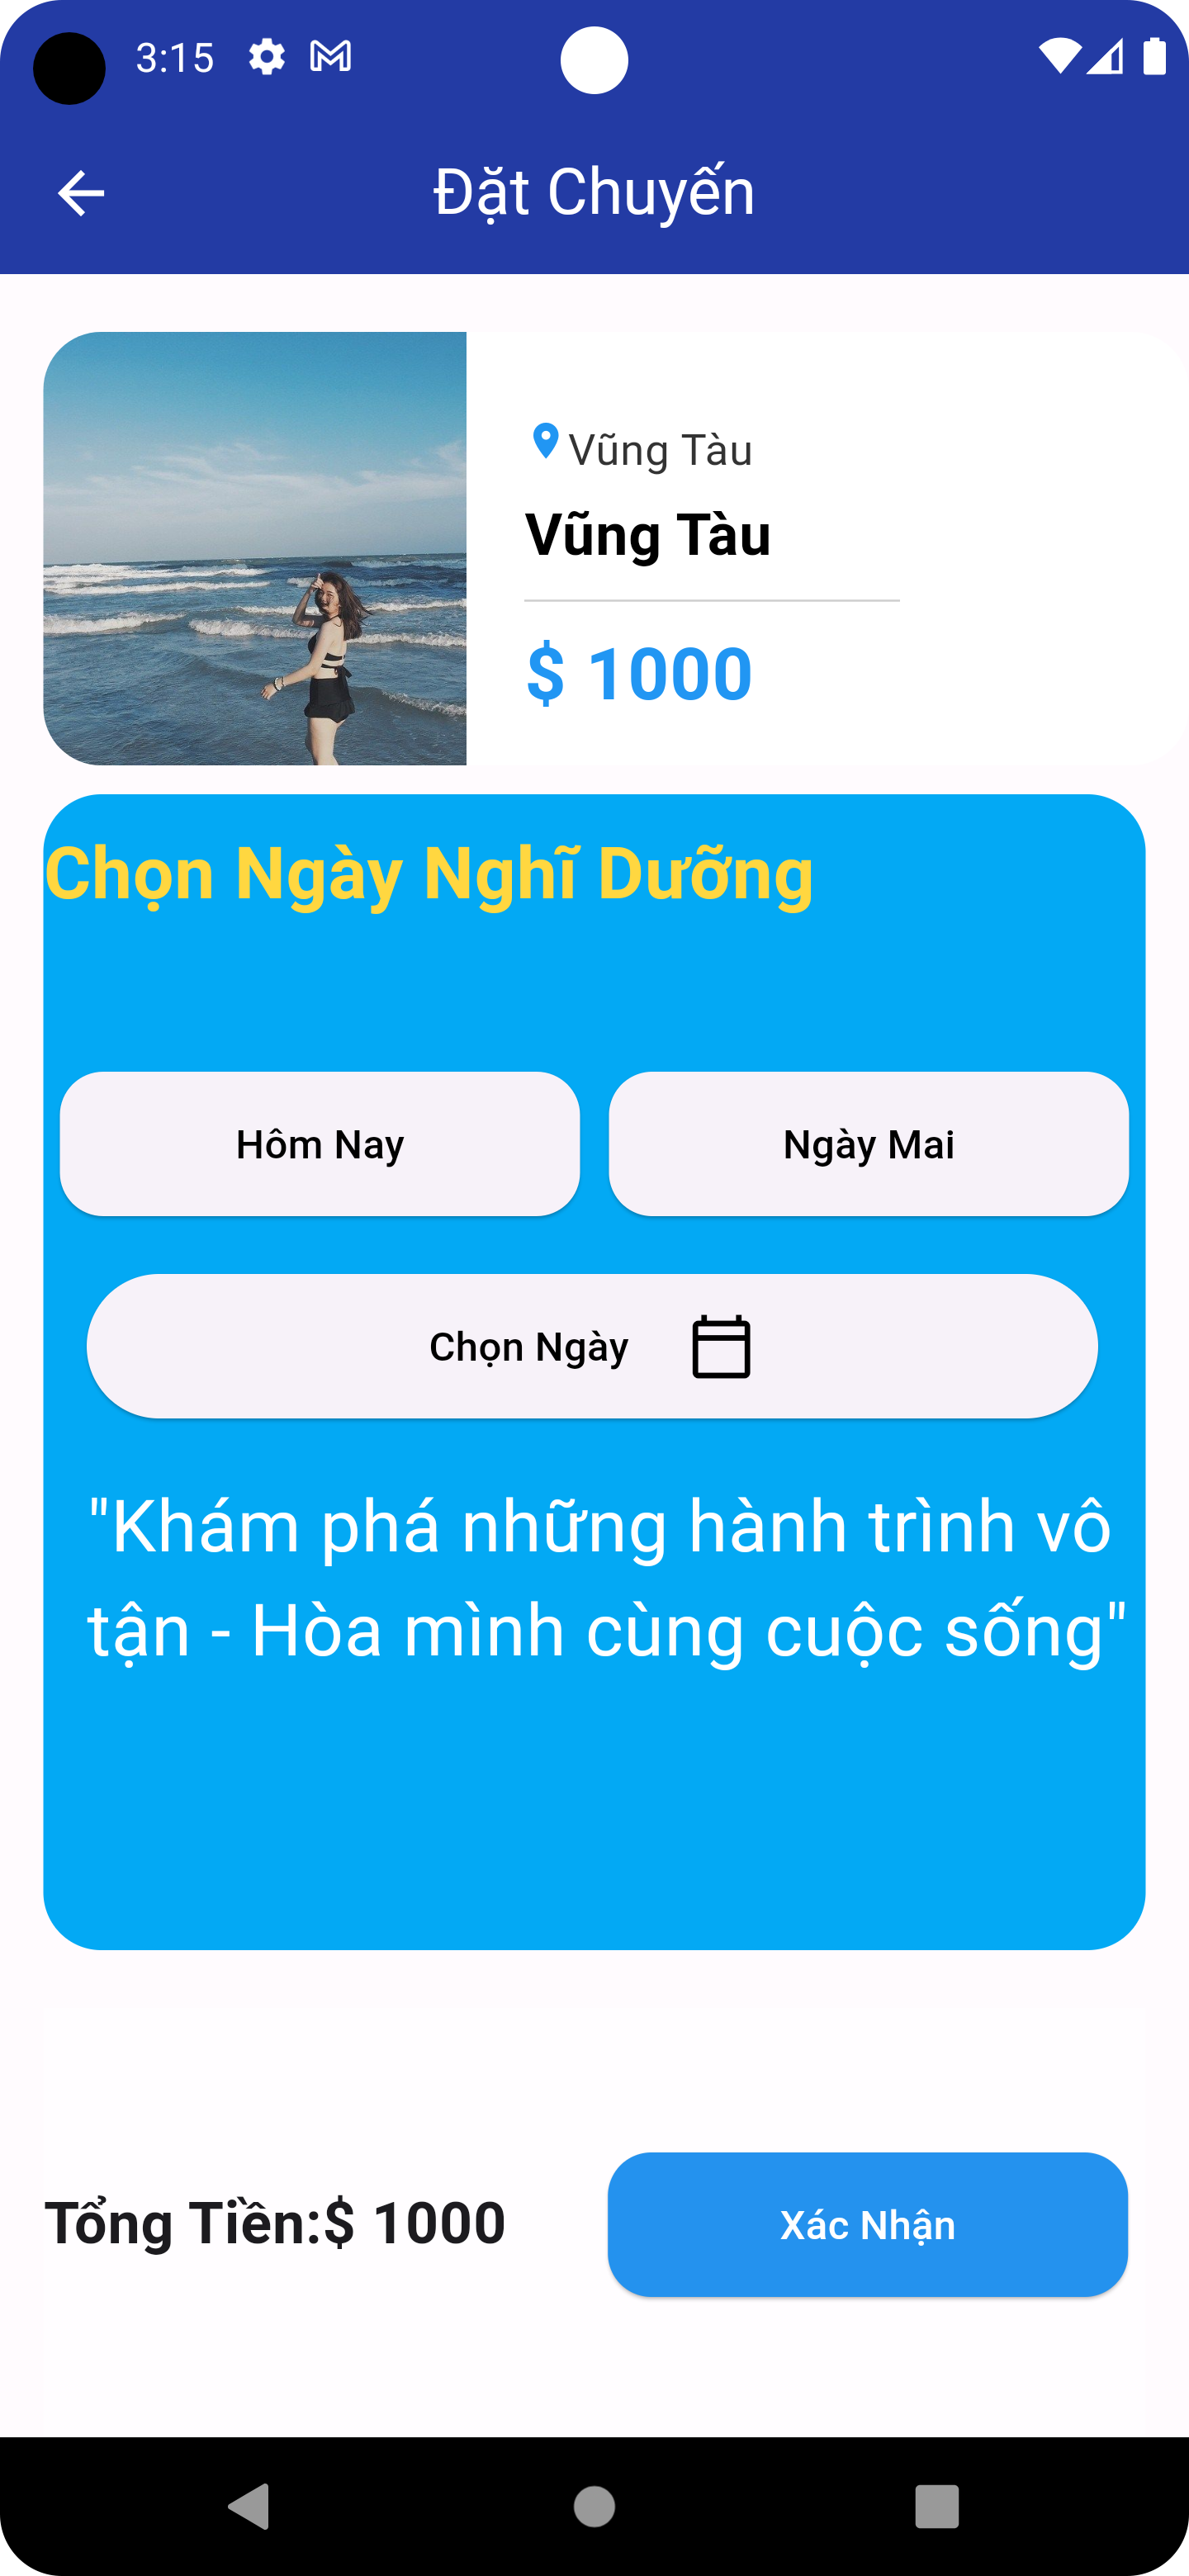 3:15
Đặt Chuyến
Vũng Tàu
Vũng Tàu
$ 1000
Chọn Ngày Nghĩ Dưỡng
Hôm Nay
Ngày Mai
Chọn Ngày
"Khám phá những hành trình vô
tận - Hòa mình cùng cuộc sống"
Tổng Tiền:$ 1000
Xác Nhận